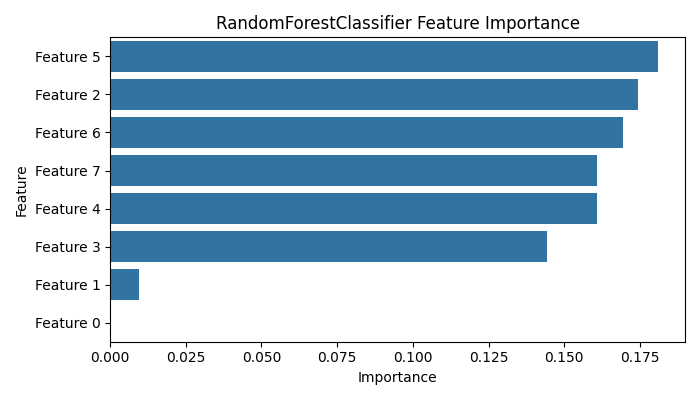 RandomForestClassifier Feature Importance
Feature 5
Feature 2
Feature 6
Feature 7
Feature 4
Feature 3
Feature 1
Feature 0
Feature
0.000 0.025 0.050 0.075 0.100 0.125 0.150 0.175
Importance